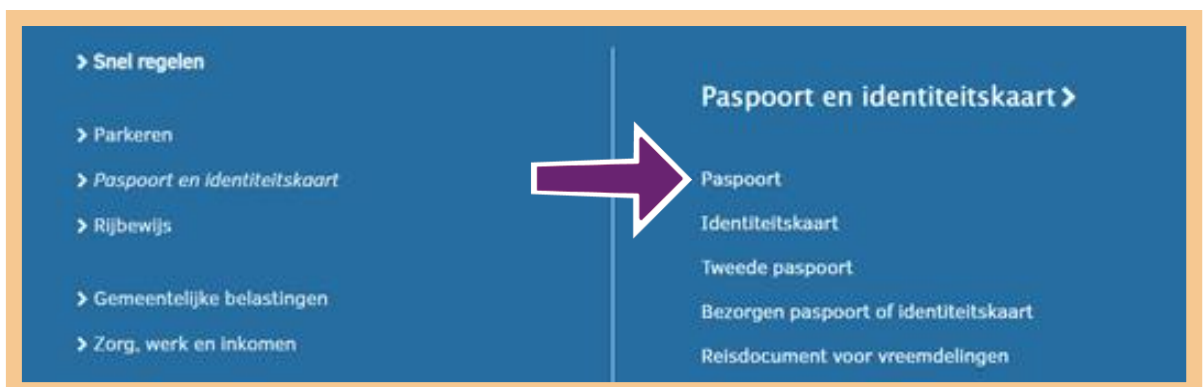 Snel regelen
Parkeren
Paspoort en identiteitskaart
Rijbewijs
Gemeentelijke belastingen
Zorg, werk en inkomen
Paspoort en identiteitskaart
Paspoort
Identiteitskaart
Tweede paspoort
Bezorgen paspoort of identiteitskaart
Reisdocument voor vreemdelingen